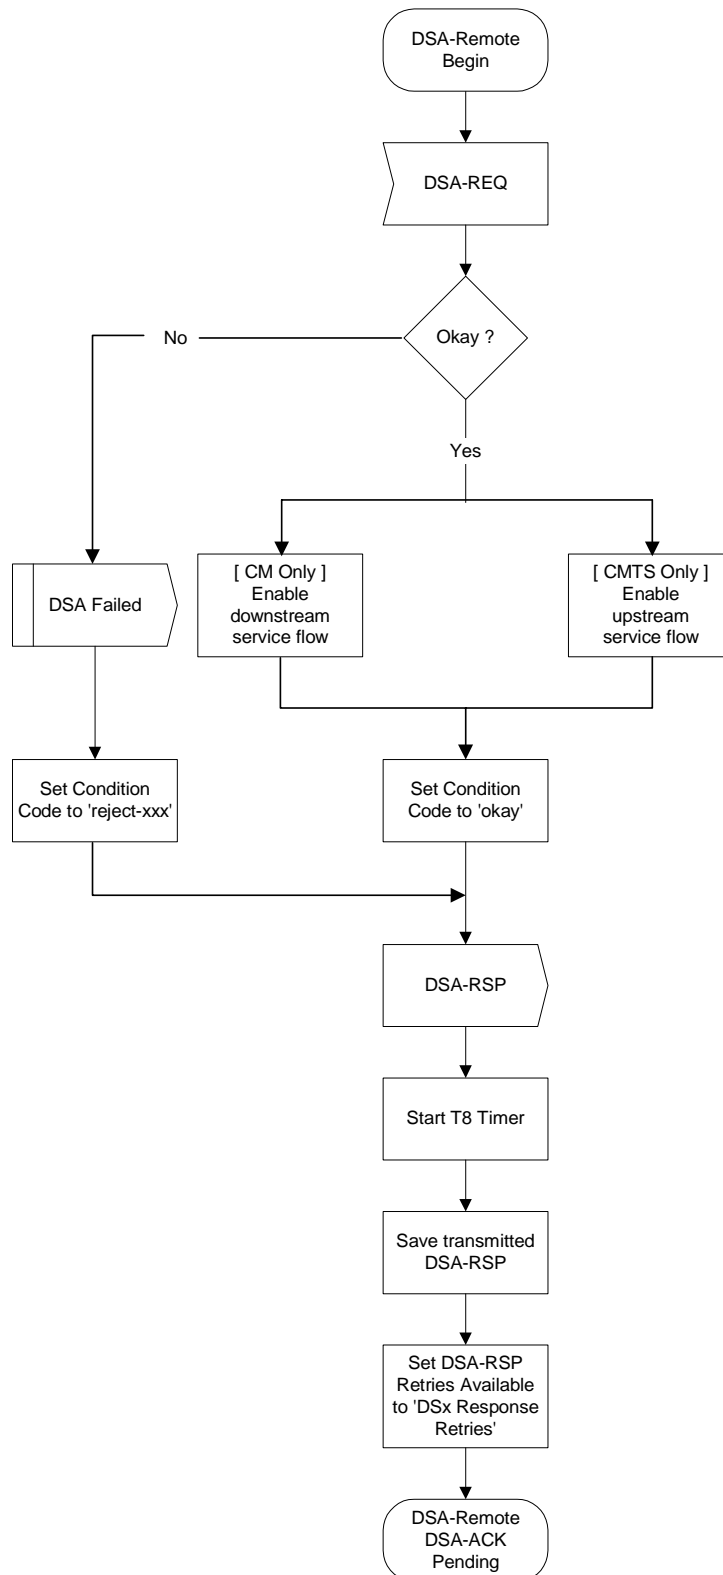 DSA-Remote
Begin
DSA-REQ
Okay ?
No
Yes
DSA Failed
[ CM Only ]
Enable
downstream
service flow
[ CMTS Only ]
Enable
upstream
service flow
Set Condition
Code to 'reject-xxx'
Set Condition
Code to 'okay'
DSA-RSP
Start T8 Timer
Save transmitted
DSA-RSP
Set DSA-RSP
Retries Available
to 'DSx Response
Retries'
DSA-Remote
DSA-ACK
Pending